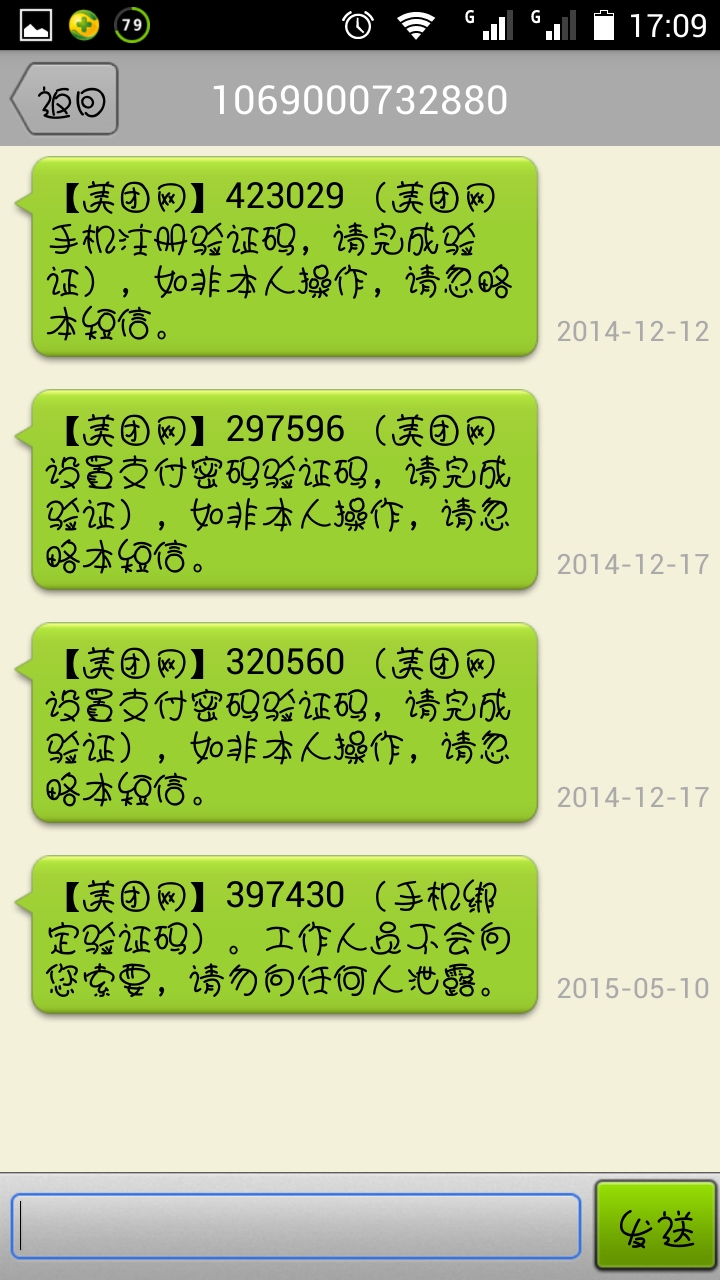 79
G
G
17:09
返回
1069000732880
【美团网】423029（美团网
手机注册验证码，请完成验
证），如非本人操作，请忽略
本短信。
2014-12-12
【美团网】297596（美团网
设置支付密码验证码，请完成
验证），如非本人操作，请忽
略本短信。
2014-12-17
【美团网】320560（美团网
设置支付密码验证码，请完成
验证），如非本人操作，请忽
略本短信。
2014-12-17
【美团网】397430（手机绑
定验证码）。工作人员不会向
您索要，请勿向任何人泄露。
2015-05-10
发送